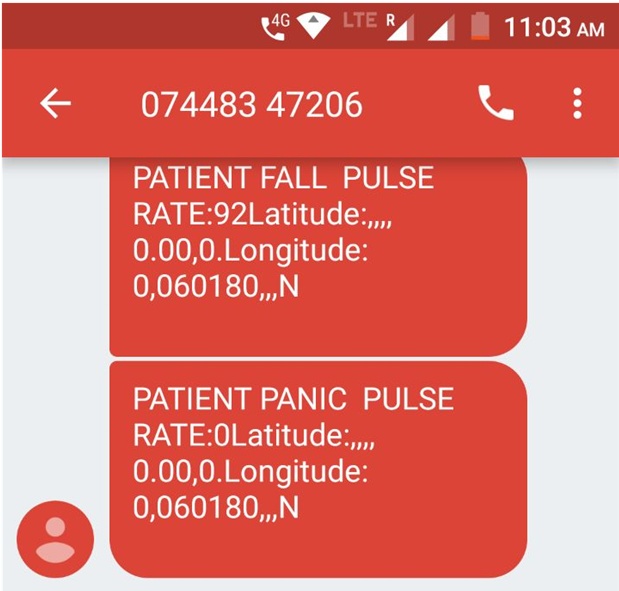 4G LTE R 11:03 AM
074483 47206
PATIENT FALL  PULSE
RATE:92Latitude:,,,,
0.00,0.Longitude:
0,060180,,,N
PATIENT PANIC  PULSE
RATE:0Latitude:,,,,
0.00,0.Longitude:
0,060180,,,N